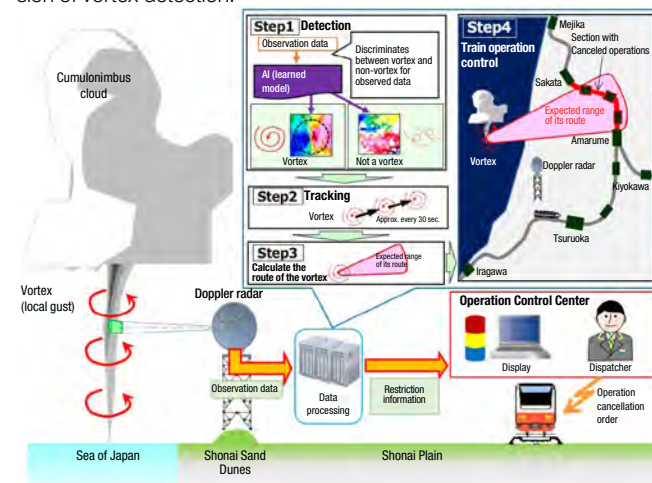 sion of vortex detection.
Cumulonimbus
cloud
Step1 Detection
Observation data
AI (learned
model)
Discriminates
between vortex and
non-vortex for
observed data
Vortex
Not a vortex
Step2 Tracking
Vortex
Approx. every 30 sec.
Step3
Calculate the
route of the vortex
Expected range
of its route
Step4
Train operation
control
Mejika
Section with
Canceled operations
Sakata
Expected range
of its route
Amarume
Vortex
Doppler radar
Kiyokawa
Tsuruoka
Iragawa
Vortex
(local gust)
Doppler radar
Observation data
Data
processing
Restriction
information
Operation Control Center
Display
Dispatcher
Operation
cancellation
order
Sea of Japan
Shonai Sand
Dunes
Shonai Plain